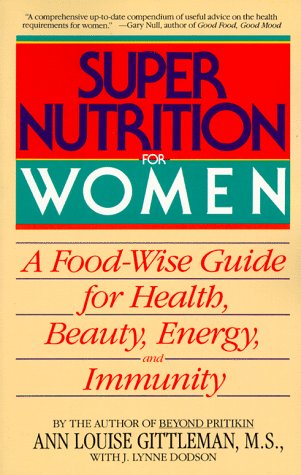 "A comprehensive up-to-date compendium of useful advice on the health
requirements for women." —Gary Null, author of Good Food, Good Mood
SUPER
NUTRITION
FOR
WOMEN
A Food-Wise Guide
for Health,
Beauty, Energy,
and
Immunity
BY THE AUTHOR OF BEYOND PRITIKIN
ANN LOUISE GITTLEMAN, M.S.,
WITH J. LYNNE DODSON